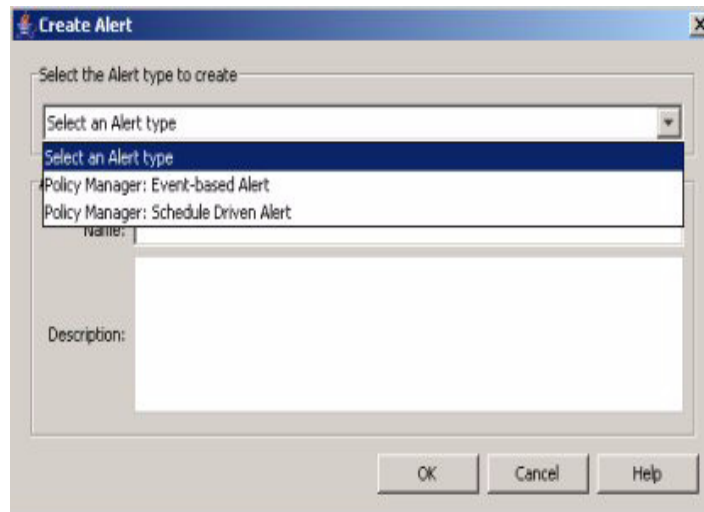 Create Alert
Select the Alert type to create
Select an Alert type
Select an Alert type
Policy Manager: Event-based Alert
Policy Manager: Schedule Driven Alert
Name:
Description:
OK Cancel Help